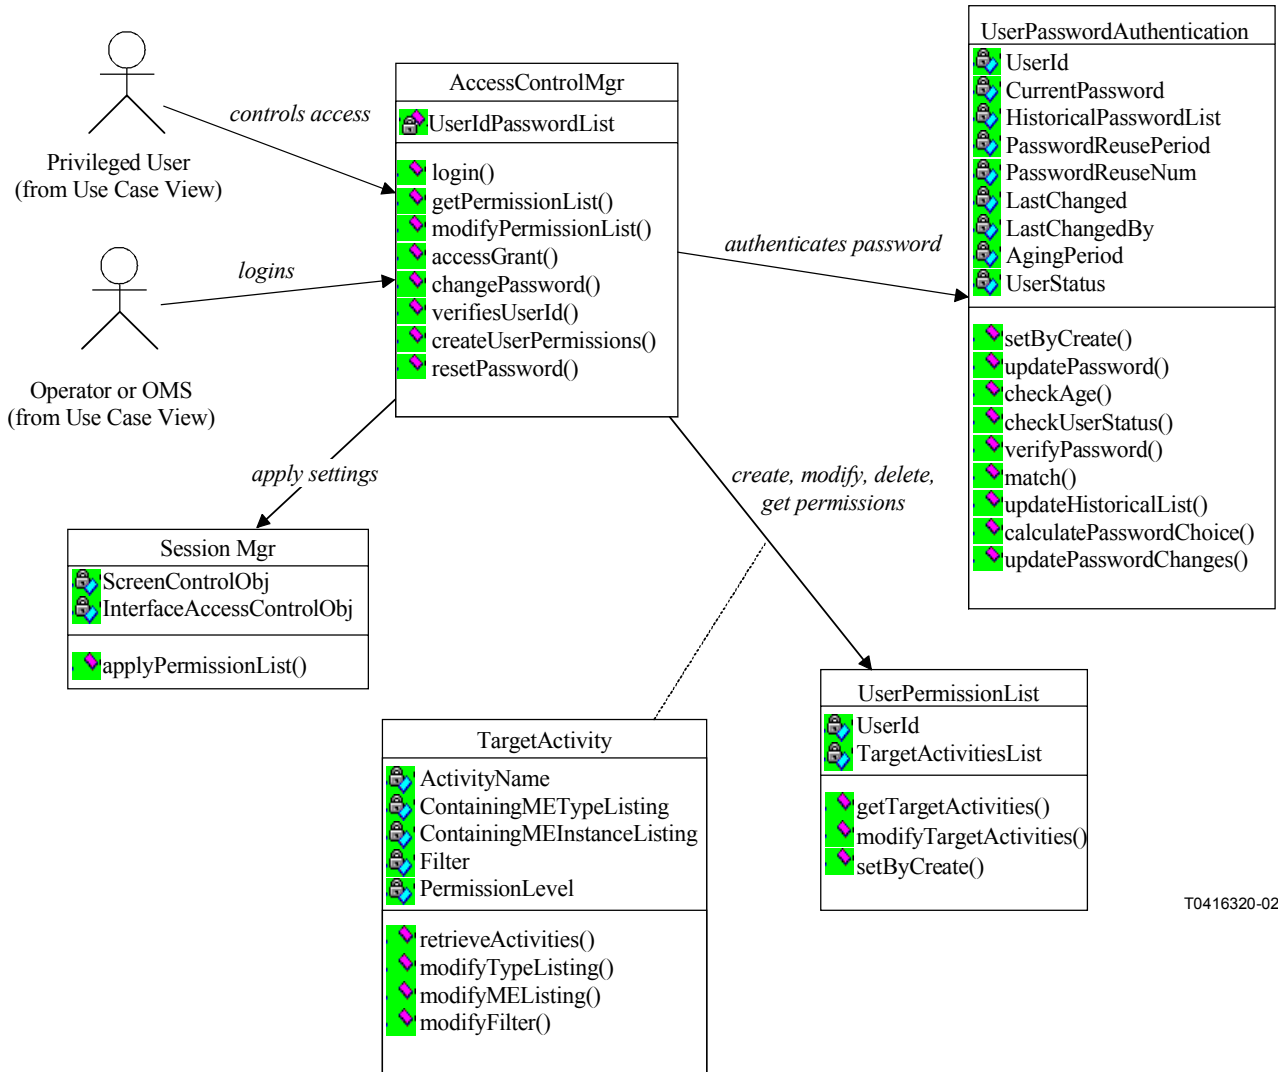 Privileged User
(from Use Case View)
controls access
Operator or OMS
(from Use Case View)
logins
AccessControlMgr
UserIdPasswordList
login()
getPermissionList()
modifyPermissionList()
accessGrant()
changePassword()
verifiesUserId()
createUserPermissions()
resetPassword()
authenticates password
UserPasswordAuthentication
UserId
CurrentPassword
HistoricalPasswordList
PasswordReusePeriod
PasswordReuseNum
LastChanged
LastChangedBy
AgingPeriod
UserStatus
setByCreate()
updatePassword()
checkAge()
checkUserStatus()
verifyPassword()
match()
updateHistoricalList()
calculatePasswordChoice()
updatePasswordChanges()
apply settings
create, modify, delete,
get permissions
Session Mgr
ScreenControlObj
InterfaceAccessControlObj
applyPermissionList()
TargetActivity
ActivityName
ContainingMETypeListing
ContainingMEInstanceListing
Filter
PermissionLevel
retrieveActivities()
modifyTypeListing()
modifyMEListing()
modifyFilter()
UserPermissionList
UserId
TargetActivitiesList
getTargetActivities()
modifyTargetActivities()
setByCreate()
T0416320-02